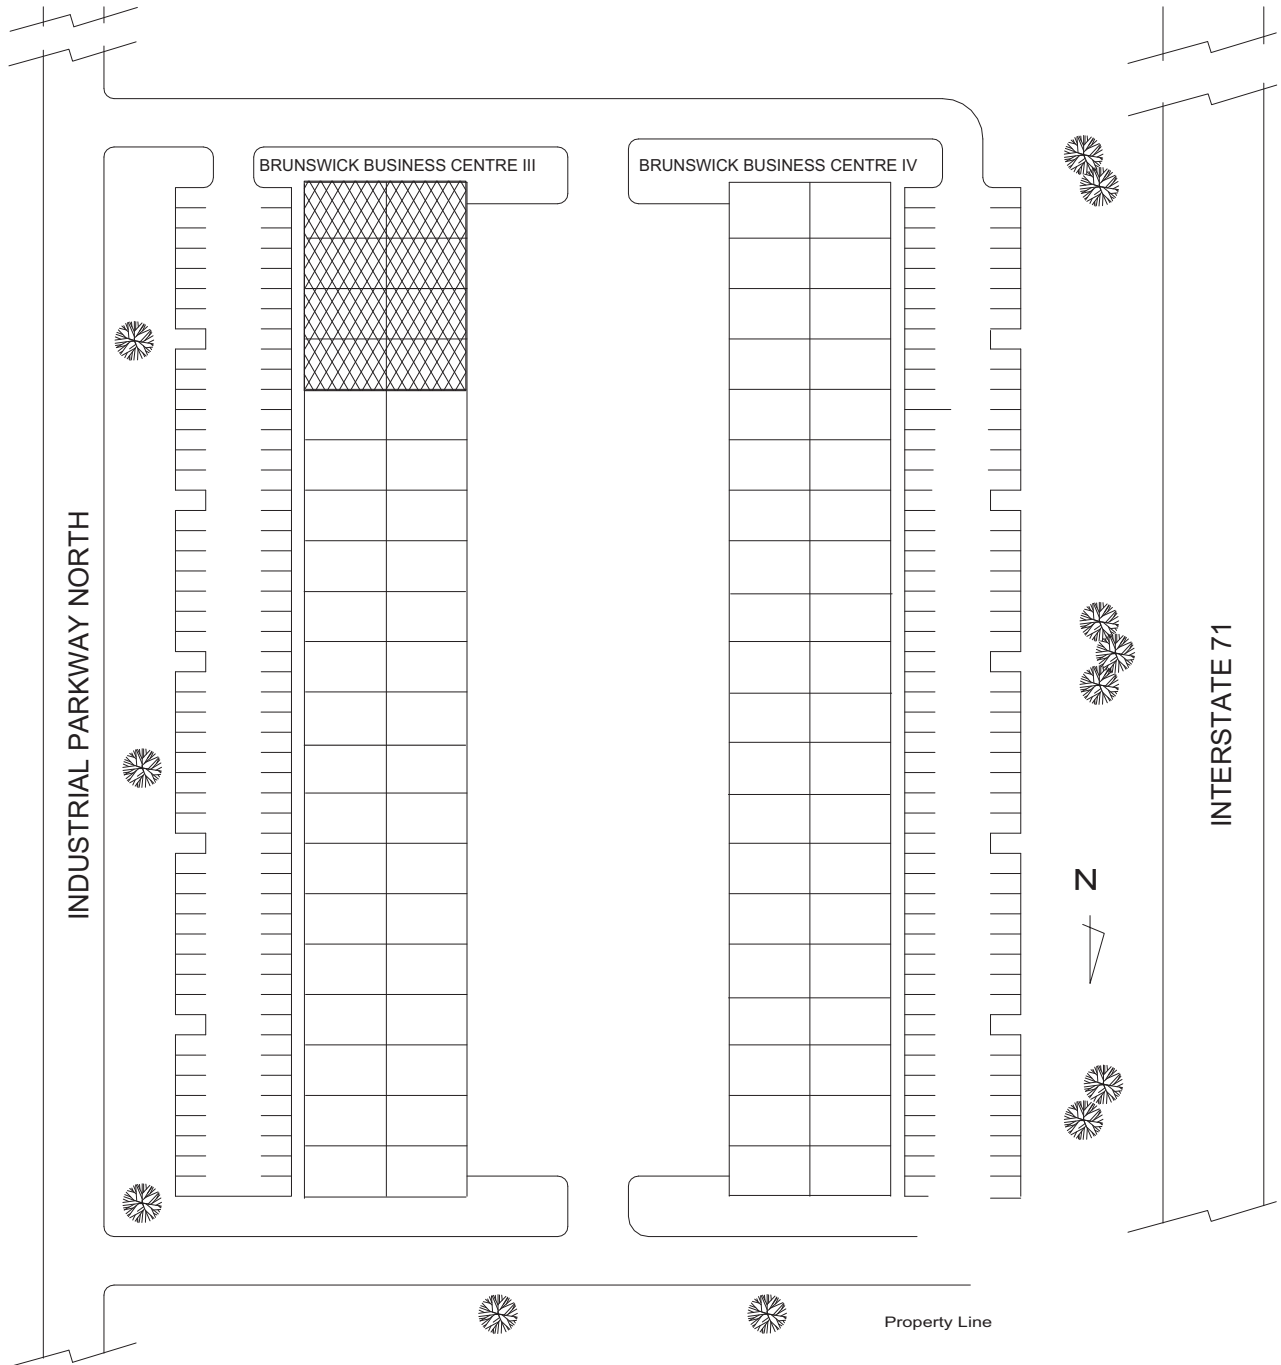 BRUNSWICK BUSINESS CENTRE III
BRUNSWICK BUSINESS CENTRE IV
INDUSTRIAL PARKWAY NORTH
INTERSTATE 71
N
Property Line